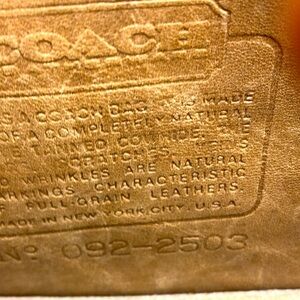 COACH
IS A COACH BAG. IT IS MADE
OF A COMPLETELY NATURAL
TANNED COWHIDE. THE
SCRATCHES
WRINKLES ARE NATURAL
MARKINGS CHARACTERISTIC
FULL-GRAIN LEATHERS.
MADE IN NEW YORK CITY, U.S.A.
Nº 092-2503